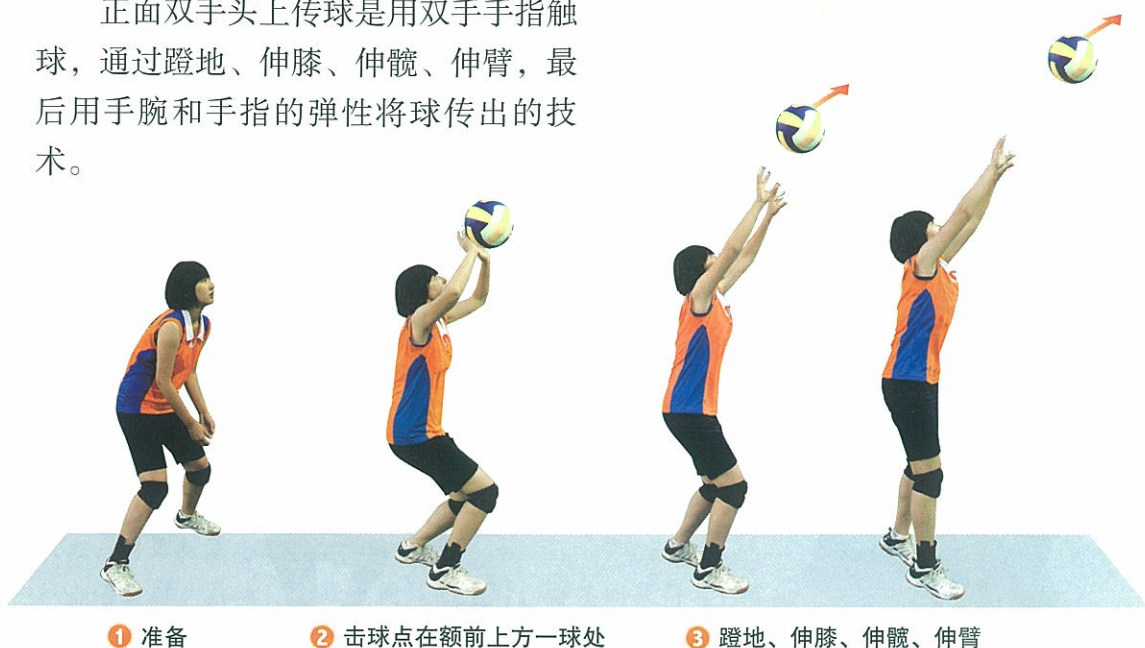 正面双手头上传球是用双手手指触
球，通过蹬地、伸膝、伸髋、伸臂，最
后用手腕和手指的弹性将球传出的技
术。
1 准备
2 击球点在额前上方一球处
3 蹬地、伸膝、伸髋、伸臂